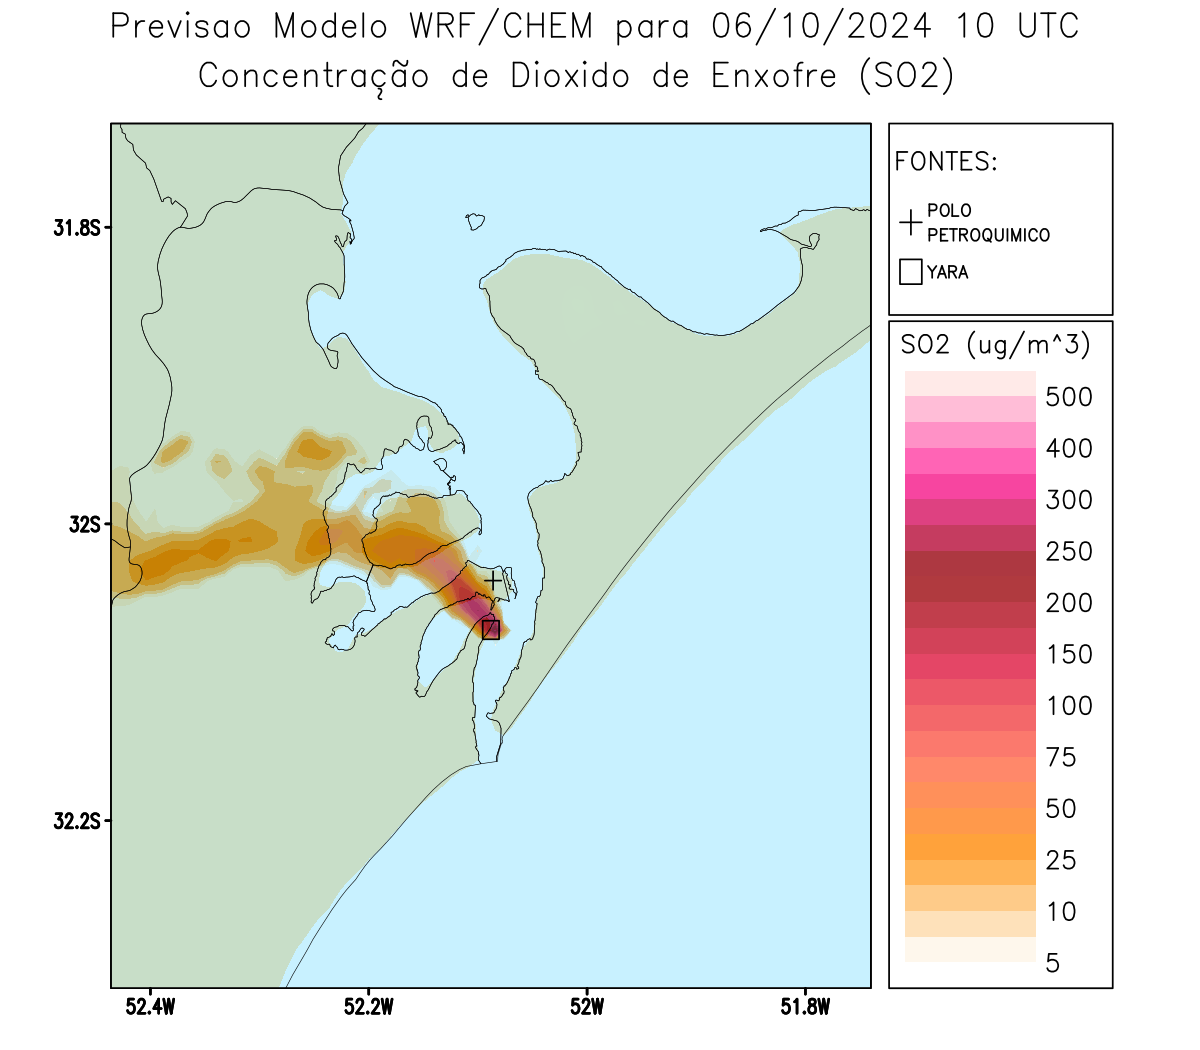 Previsao Modelo WRF/CHEM para 06/10/2024 10 UTC
Concentração de Dioxido de Enxofre (SO2)
FONTES:
POLO
PETROQUIMICO
YARA
SO2 (ug/m^3)
500
400
300
250
200
150
100
75
50
25
10
5
31.8S
32S
32.2S
52.4W
52.2W
52W
51.8W